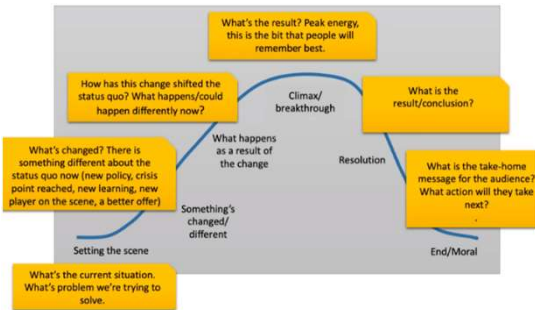 What's the result? Peak energy,
this is the bit that people will
remember best.
How has this change shifted the
status quo? What happens/could
happen differently now?
Climax/
breakthrough
What is the
result/conclusion?
What's changed? There is
something different about the
status quo now (new policy, crisis
point reached, new learning, new
player on the scene, a better offer)
What happens
as a result of
the change
Resolution
What is the take-home
message for the audience?
What action will they take
next?
.
Something's
changed/
different
Setting the scene
End/Moral
What's the current situation.
What's problem we're trying to
solve.